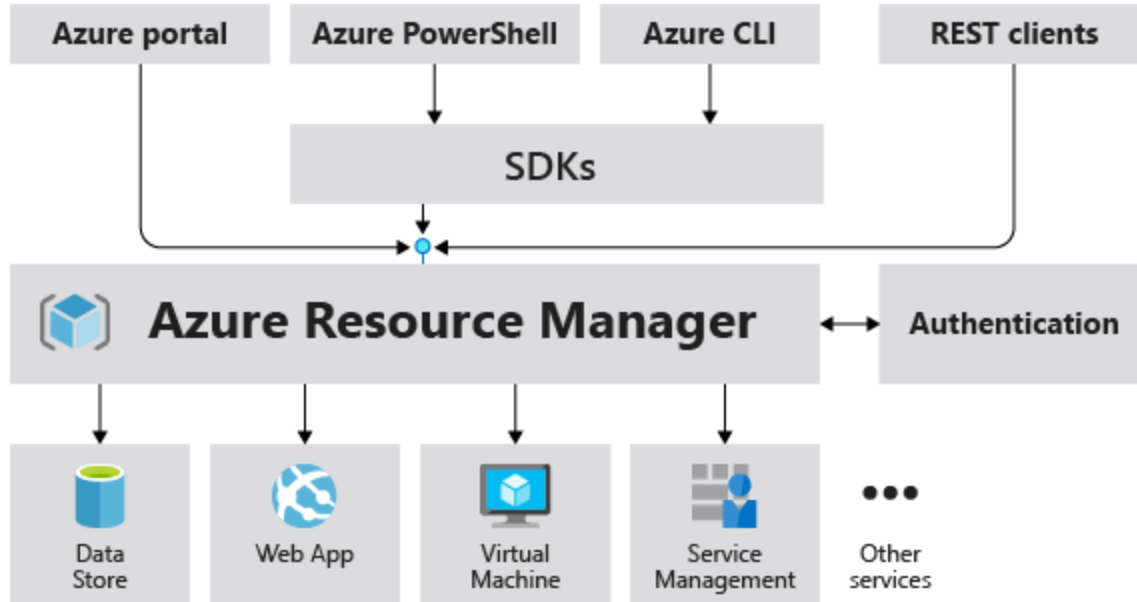 Azure portal
Azure PowerShell
Azure CLI
REST clients
SDKs
Azure Resource Manager
Authentication
Data
Store
Web App
Virtual
Machine
Service
Management
Other
services